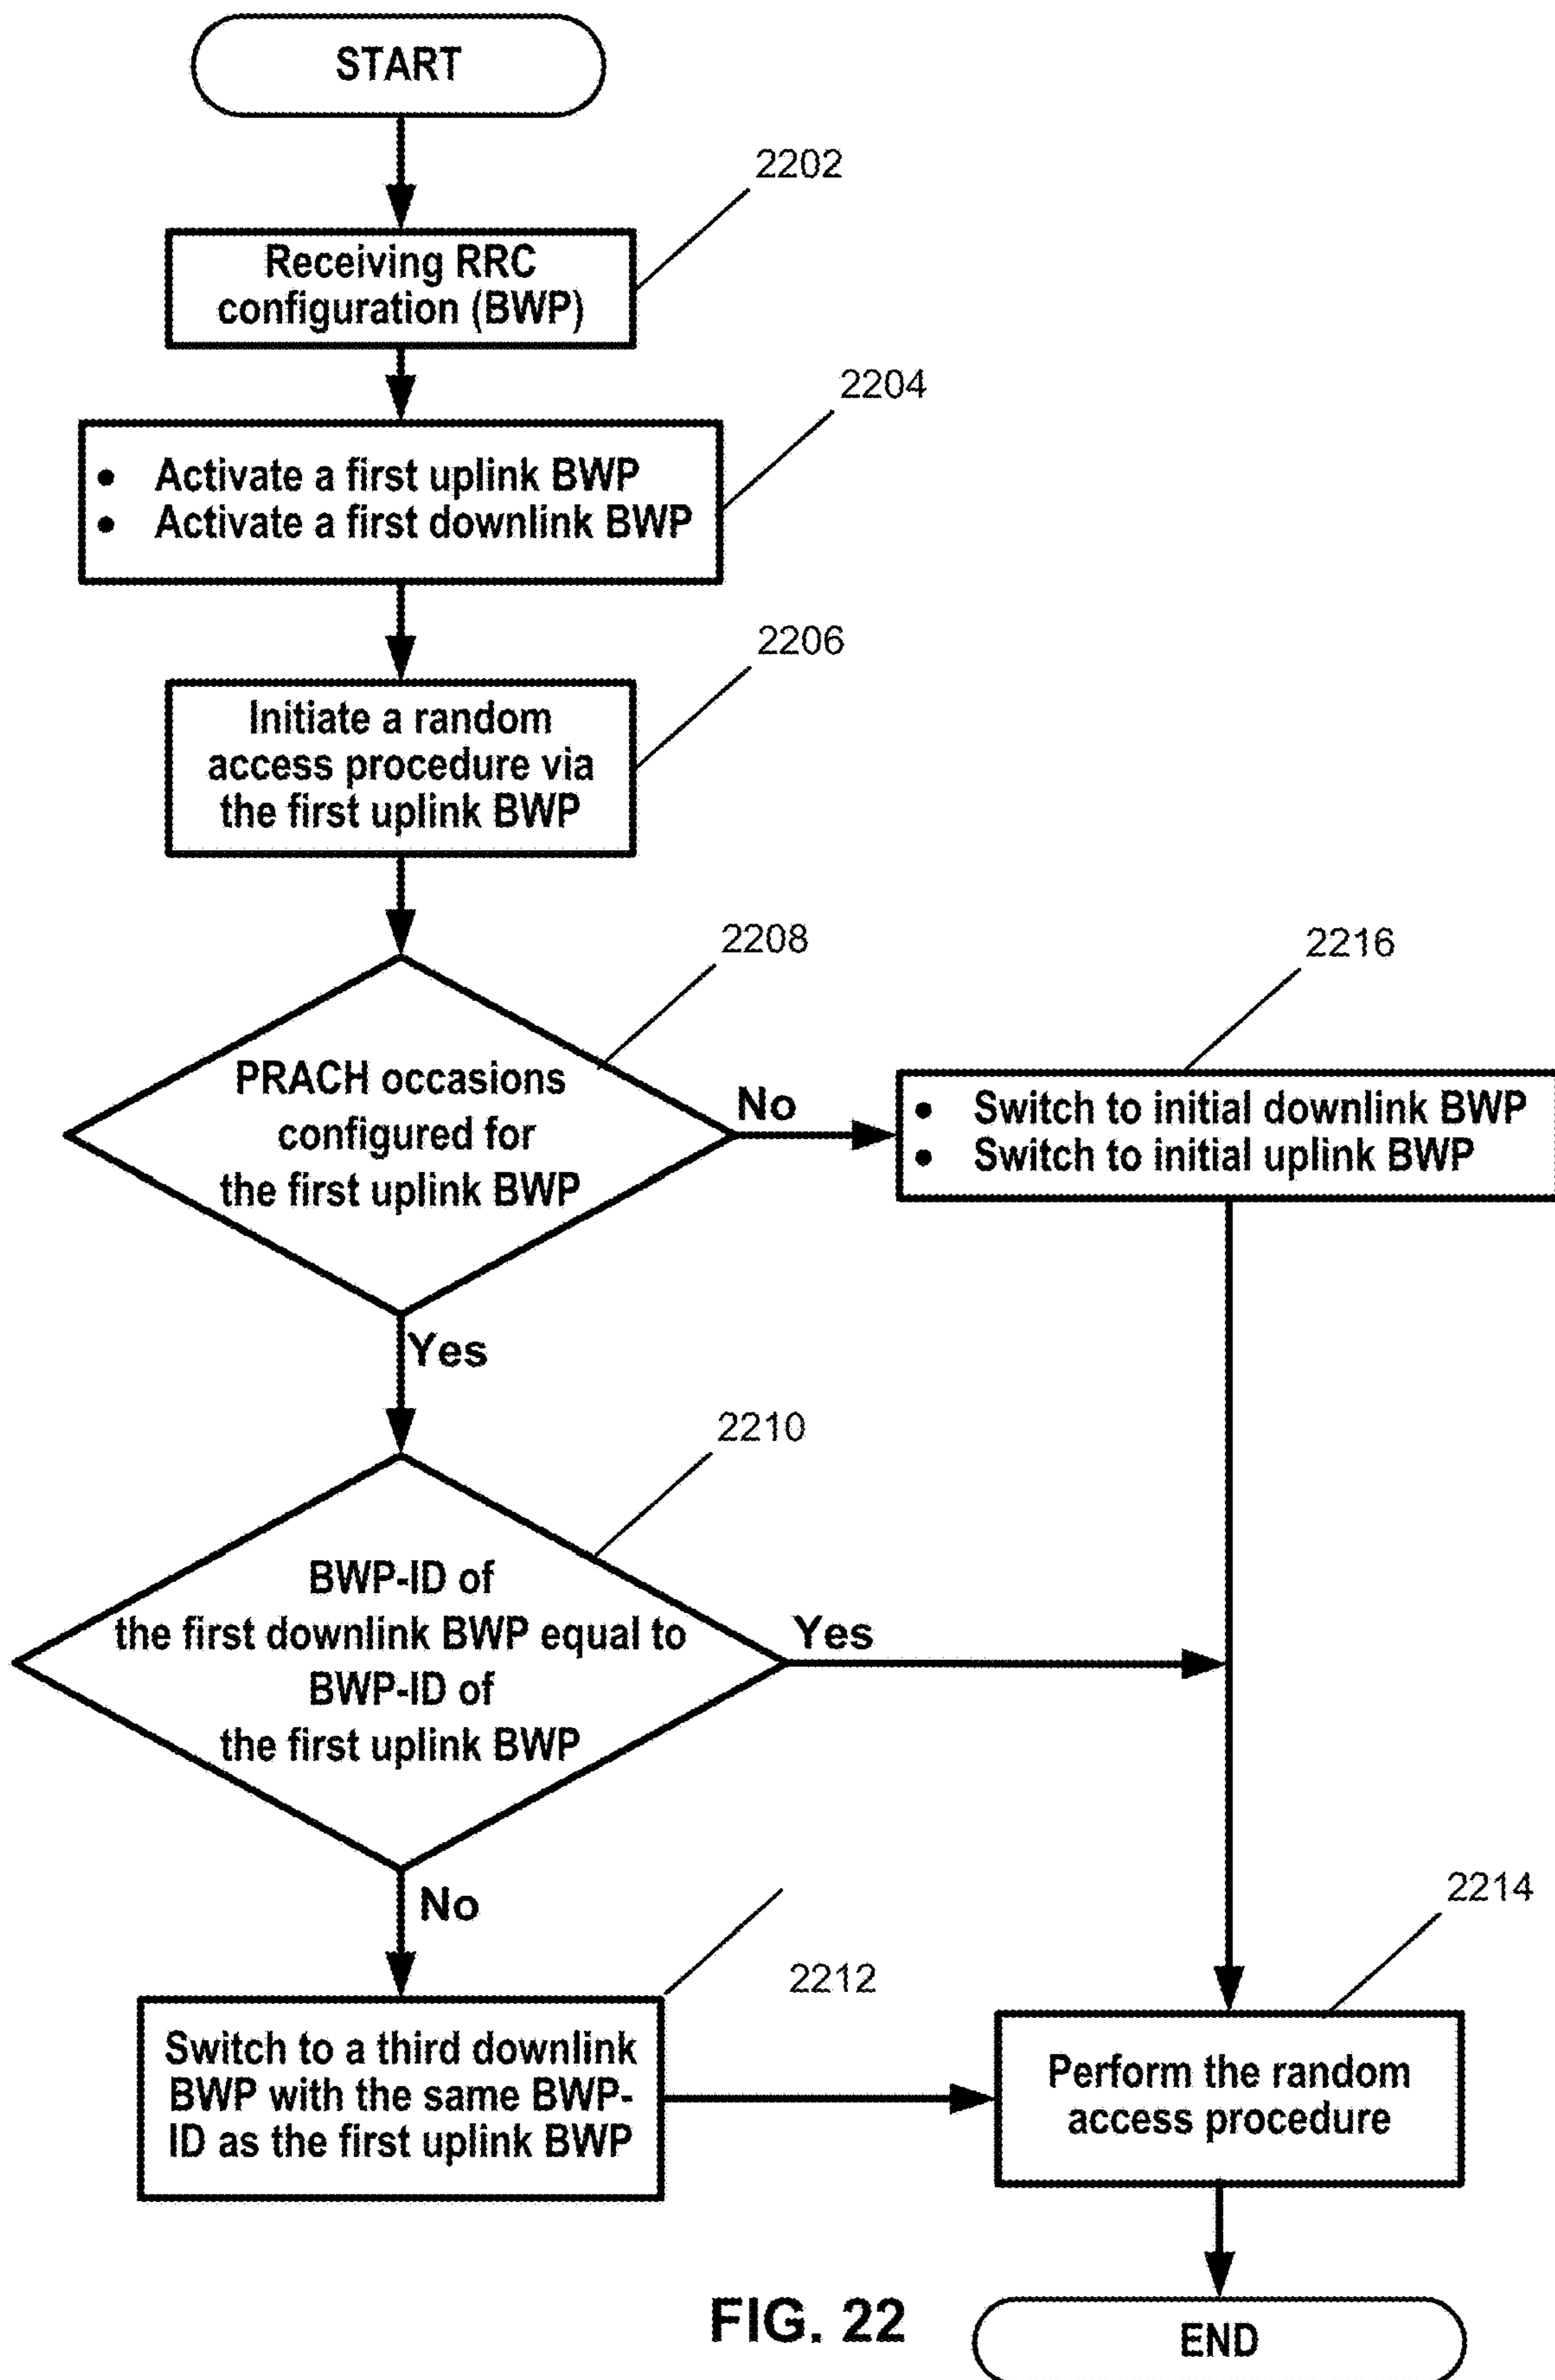 START
2202
Receiving RRC
configuration (BWP)
2204
• Activate a first uplink BWP
• Activate a first downlink BWP
2206
Initiate a random
access procedure via
the first uplink BWP
2208
PRACH occasions
configured for
the first uplink BWP
No
2216
• Switch to initial downlink BWP
• Switch to initial uplink BWP
Yes
2210
BWP-ID of
the first downlink BWP equal to
BWP-ID of
the first uplink BWP
Yes
No
2212
Switch to a third downlink
BWP with the same BWP-
ID as the first uplink BWP
2214
Perform the random
access procedure
FIG. 22
END